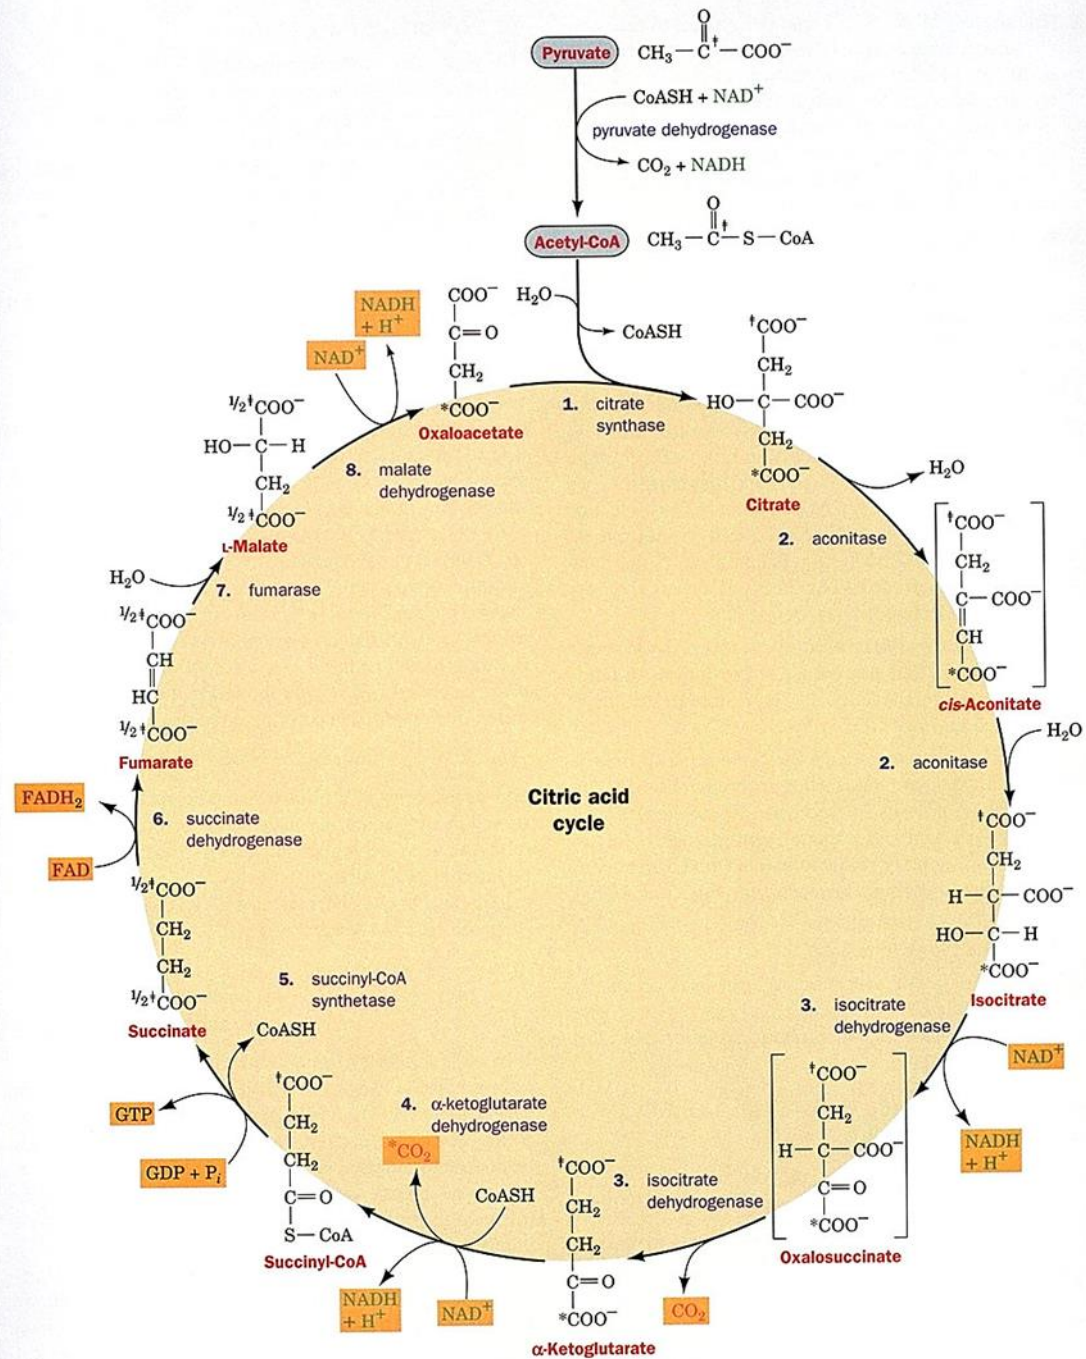 Pyruvate
O
CH₃—C‡—COO⁻
CoASH + NAD⁺
pyruvate dehydrogenase
CO₂ + NADH
Acetyl-CoA
O
CH₃—C‡—S—CoA
H₂O
CoASH
NADH
+ H⁺
NAD⁺
COO⁻
C=O
CH₂
*COO⁻
Oxaloacetate
1. citrate
synthase
‡COO⁻
CH₂
HO—C—COO⁻
CH₂
*COO⁻
Citrate
H₂O
2. aconitase
‡COO⁻
CH₂
C—COO⁻
CH
*COO⁻
cis-Aconitate
H₂O
2. aconitase
‡COO⁻
CH₂
H—C—COO⁻
HO—C—H
*COO⁻
Isocitrate
3. isocitrate
dehydrogenase
NAD⁺
NADH
+ H⁺
‡COO⁻
CH₂
H—C—COO⁻
C=O
*COO⁻
Oxalosuccinate
3. isocitrate
dehydrogenase
CO₂
‡COO⁻
CH₂
CH₂
C=O
*COO⁻
α-Ketoglutarate
4. α-ketoglutarate
dehydrogenase
*CO₂
CoASH
NAD⁺
NADH
+ H⁺
‡COO⁻
CH₂
CH₂
C=O
S—CoA
Succinyl-CoA
5. succinyl-CoA
synthetase
CoASH
GTP
GDP + Pᵢ
1/2‡COO⁻
CH₂
CH₂
1/2‡COO⁻
Succinate
6. succinate
dehydrogenase
FADH₂
FAD
1/2‡COO⁻
CH
HC
1/2‡COO⁻
Fumarate
7. fumarase
H₂O
1/2‡COO⁻
HO—C—H
CH₂
1/2‡COO⁻
L-Malate
8. malate
dehydrogenase
Citric acid
cycle